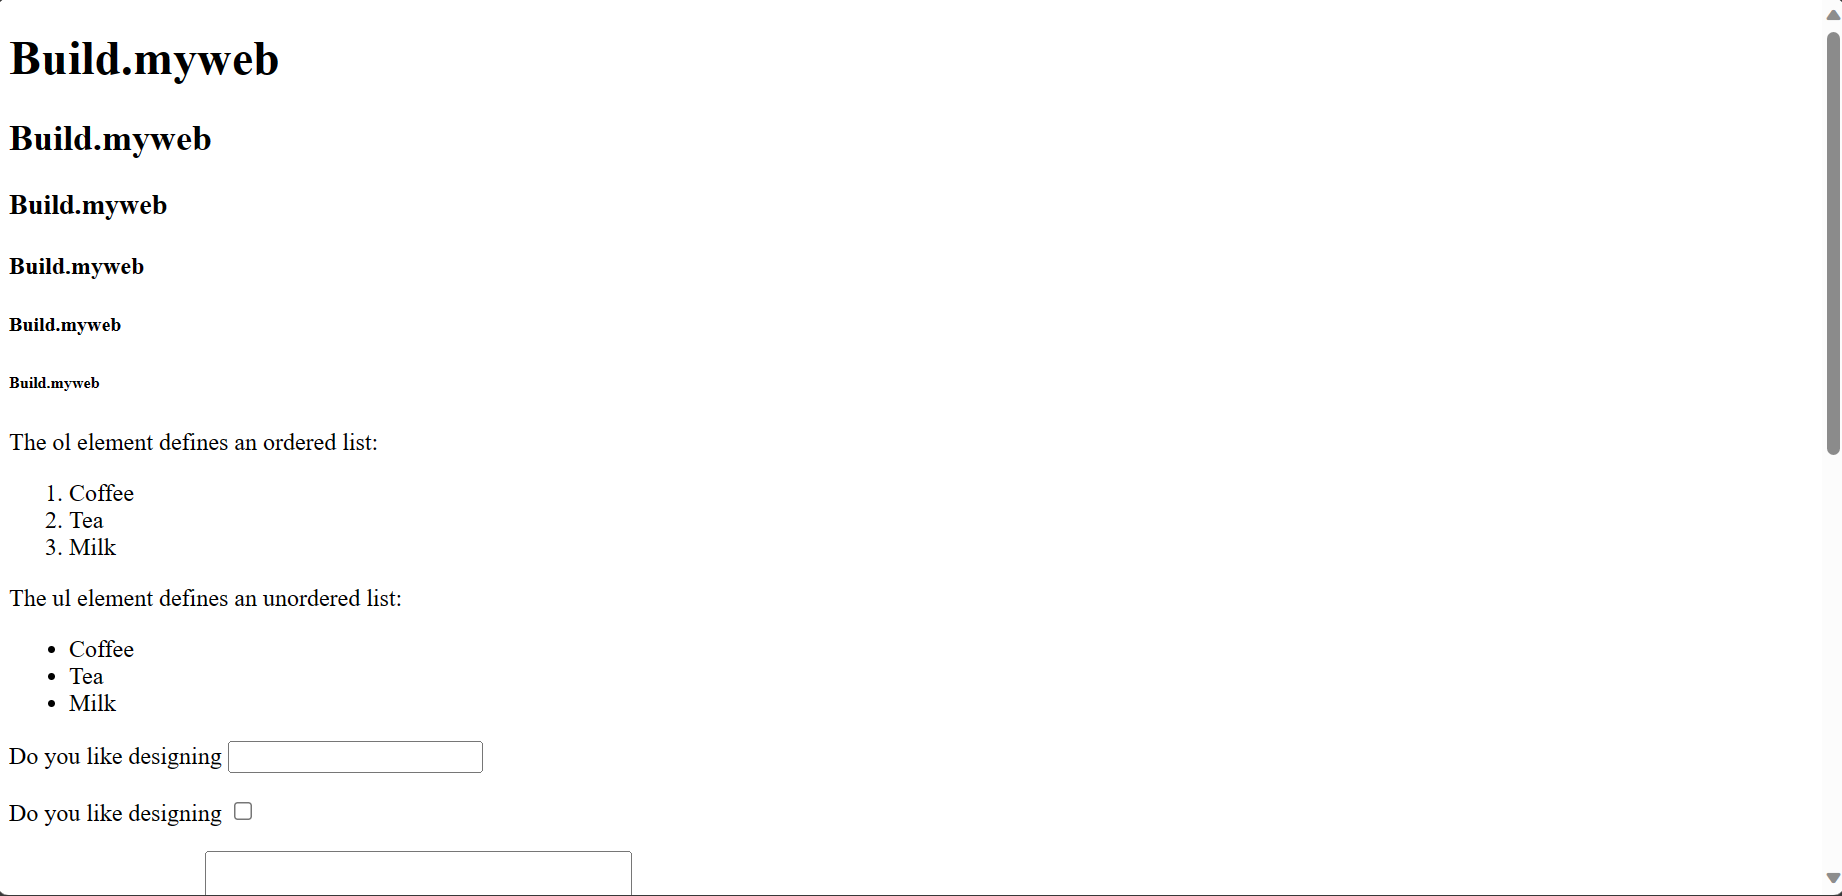 Build.myweb
Build.myweb
Build.myweb
Build.myweb
Build.myweb
Build.myweb
The ol element defines an ordered list:
1. Coffee
2. Tea
3. Milk
The ul element defines an unordered list:
• Coffee
• Tea
• Milk
Do you like designing
Do you like designing